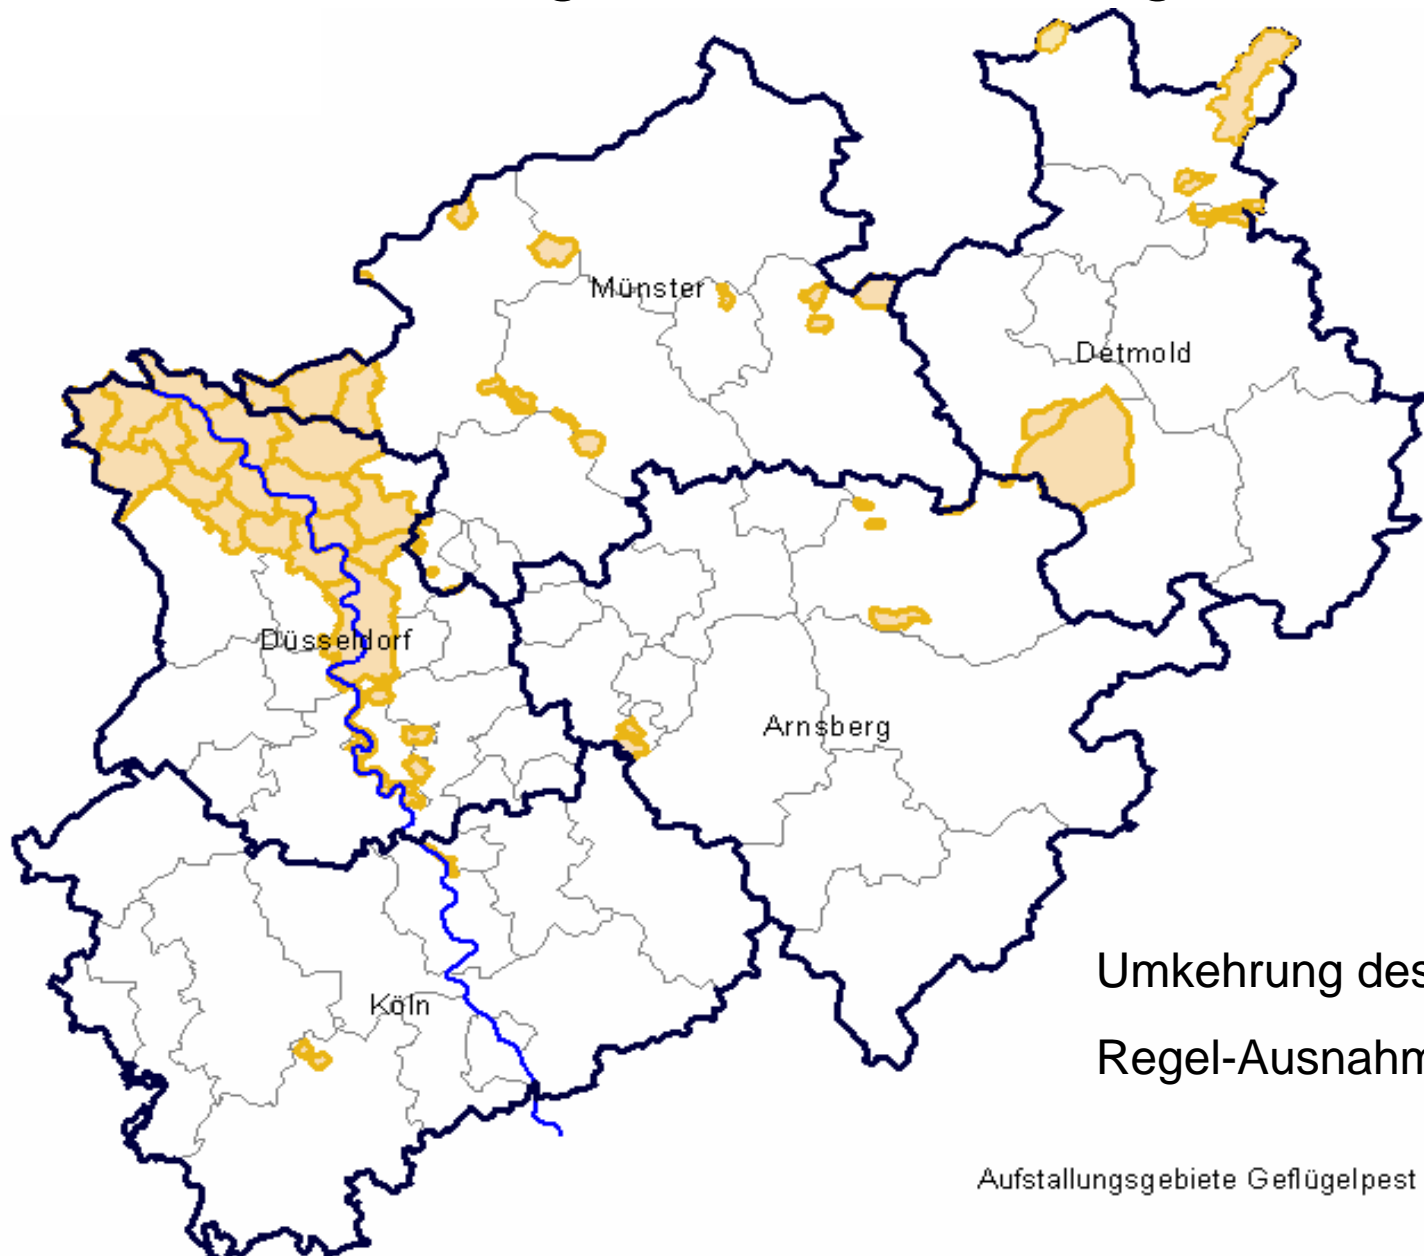 Münster
Detmold
Düsseldorf
Arnsberg
Köln
Umkehrung des
Regel-Ausnahm
Aufstallungsgebiete Geflügelpest